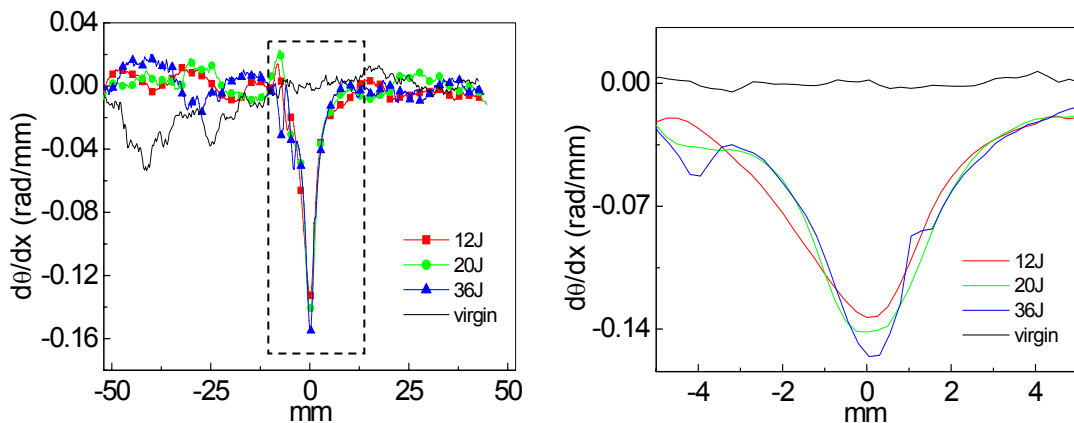 0.04
0.00
-0.04
-0.08
-0.12
-0.16
dθ/dx (rad/mm)
12J
20J
36J
virgin
-50
-25
0
25
50
mm
0.00
-0.07
-0.14
dθ/dx (rad/mm)
12J
20J
36J
virgin
-4
-2
0
2
4
mm